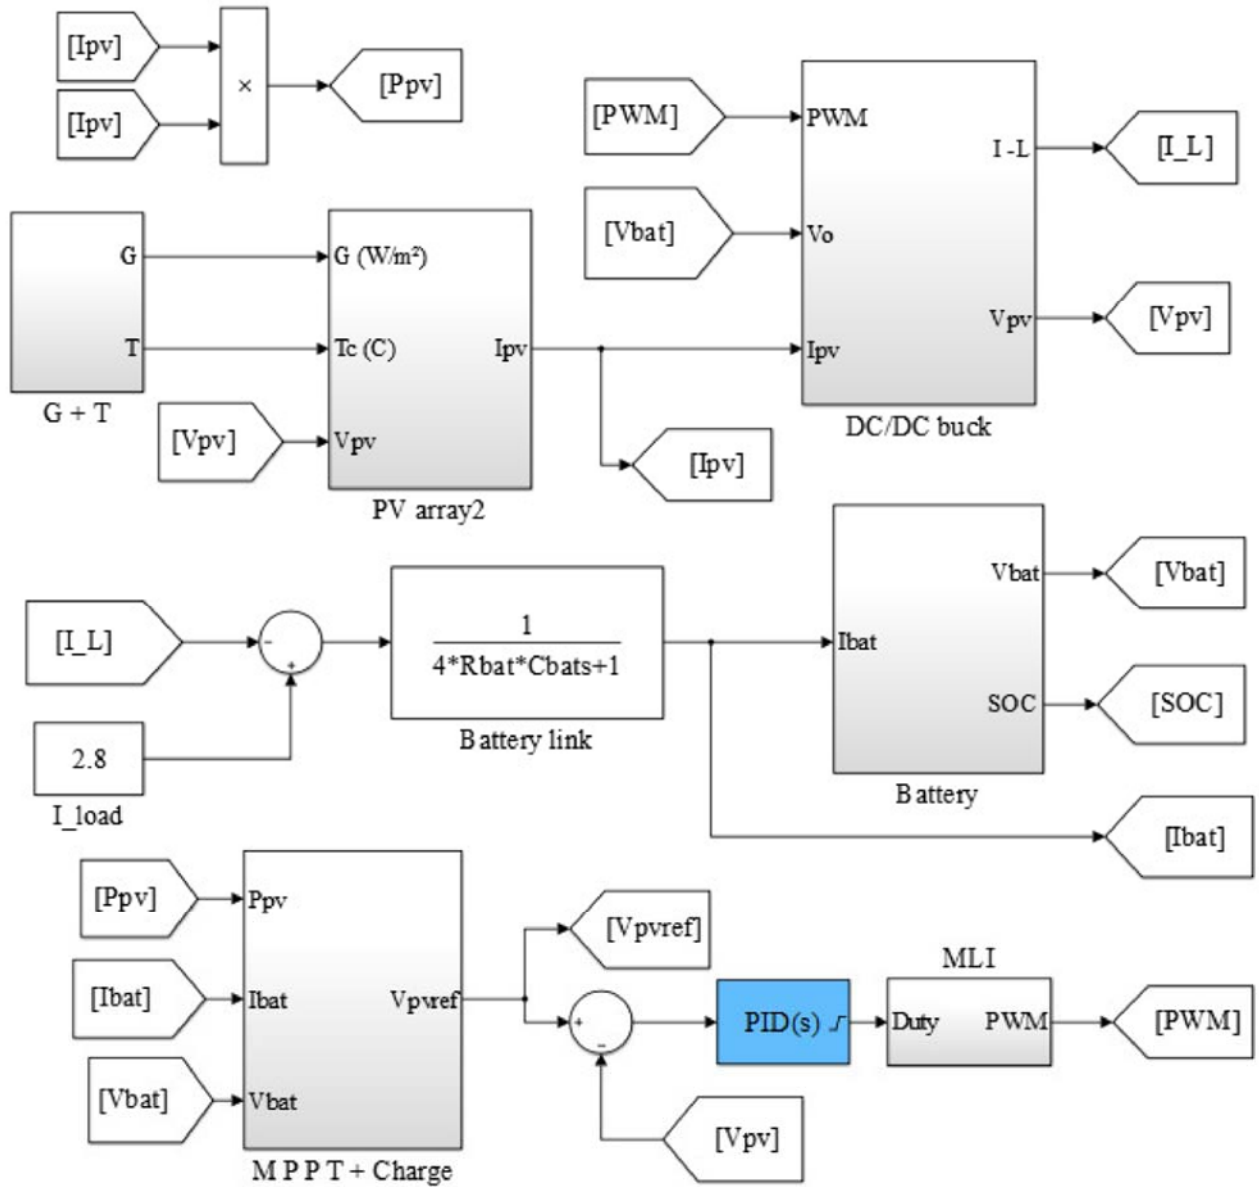 [Ipv]
[Ipv]
×
[Ppv]
G
T
G + T
[Vpv]
G (W/m²)
Tc (C)
Vpv
Ipv
PV array2
[Ipv]
[PWM]
[Vbat]
PWM
Vo
Ipv
I -L
Vpv
DC/DC buck
[I_L]
[Vpv]
[I_L]
-
+
2.8
I_load
1
4*Rbat*Cbats+1
Battery link
Ibat
Vbat
SOC
Battery
[Vbat]
[SOC]
[Ibat]
[Ppv]
[Ibat]
[Vbat]
Ppv
Ibat
Vbat
Vpvref
M P P T + Charge
[Vpvref]
+
-
[Vpv]
PID(s)
MLI
Duty
PWM
[PWM]